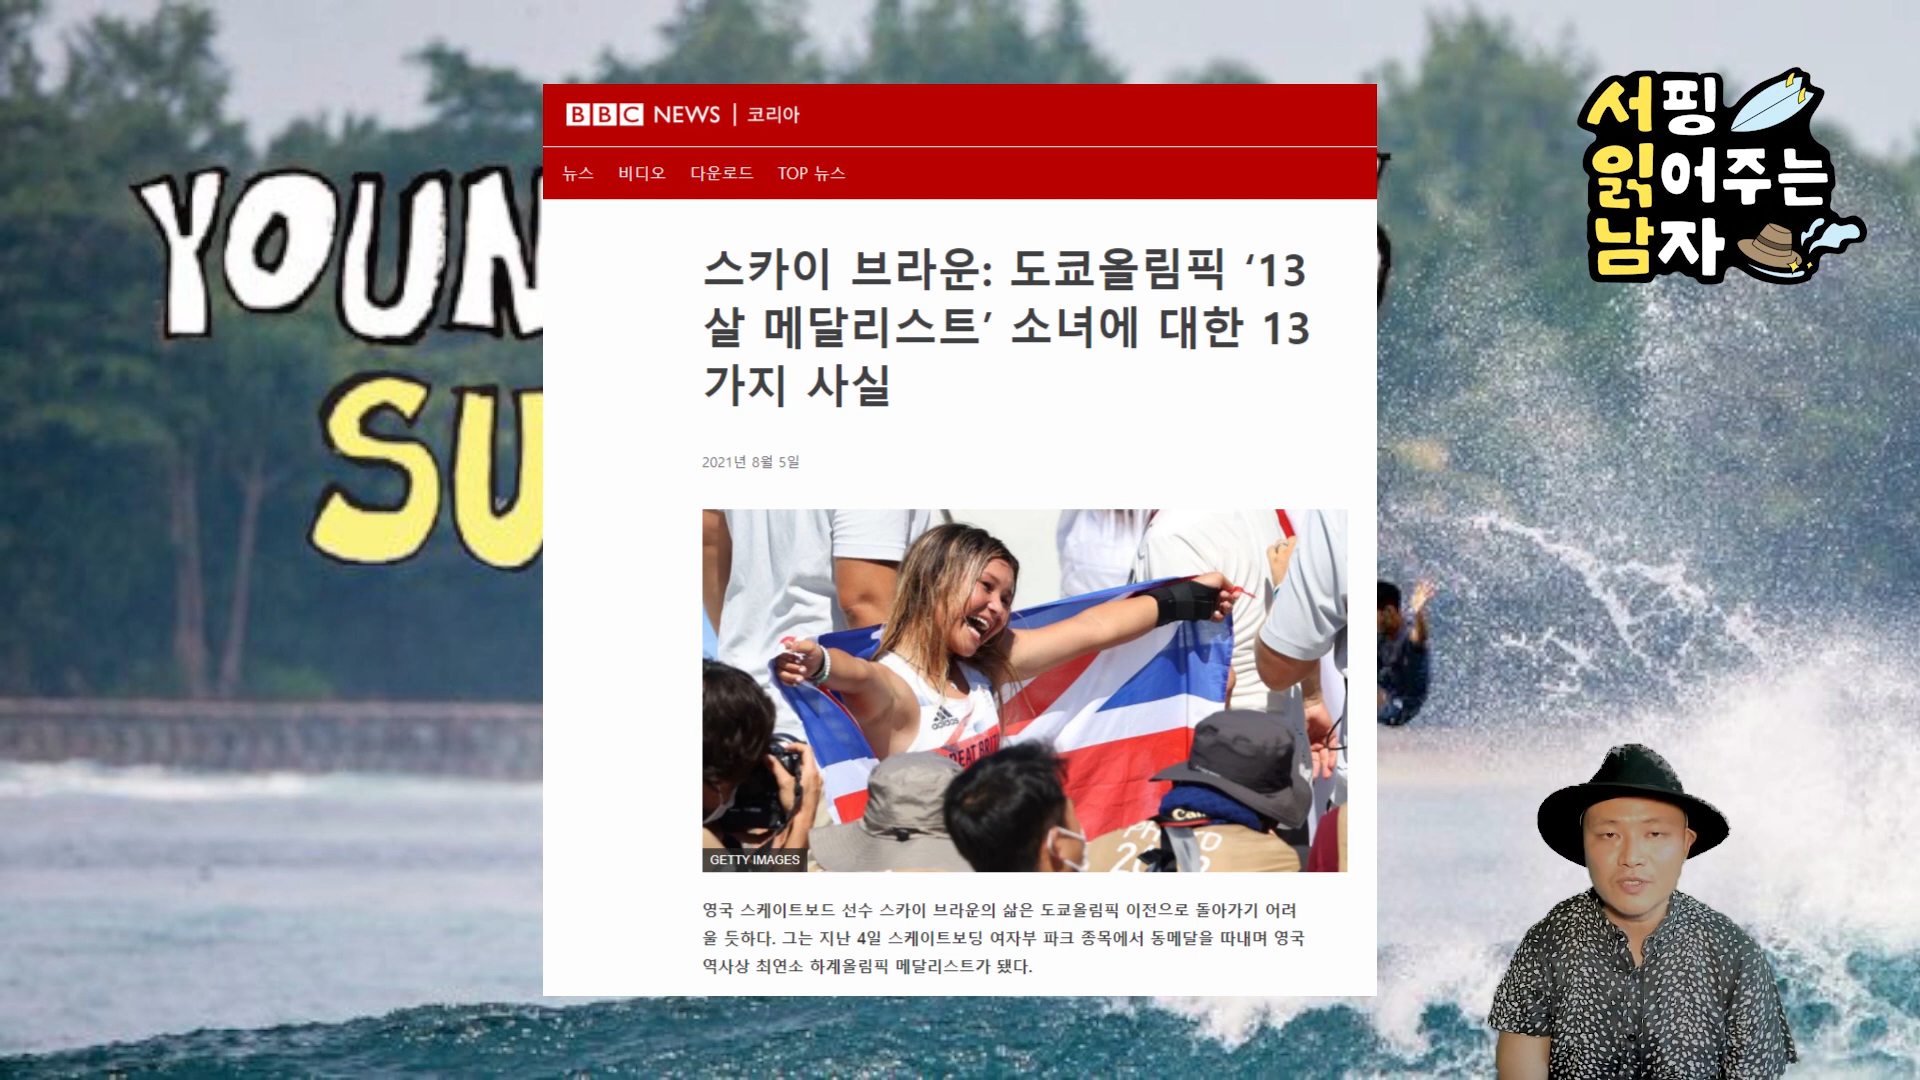 BBC NEWS | 코리아
뉴스 비디오 다운로드 TOP 뉴스
스카이 브라운: 도쿄올림픽 ‘13
살 메달리스트’ 소녀에 대한 13
가지 사실
2021년 8월 5일
adidas
GREAT BRIT
Can
PHOTO
GETTY IMAGES
영국 스케이트보드 선수 스카이 브라운의 삶은 도쿄올림픽 이전으로 돌아가기 어려
울 듯하다. 그는 지난 4일 스케이트보딩 여자부 파크 종목에서 동메달을 따내며 영국
역사상 최연소 하계올림픽 메달리스트가 됐다.
YOUN
SU
서핑
읽어주는
남자